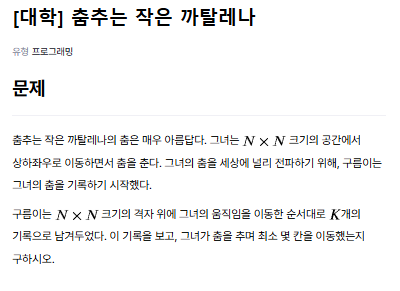 [대학] 춤추는 작은 까탈레나
유형 프로그래밍
문제
춤추는 작은 까탈레나의 춤은 매우 아름답다. 그녀는 N × N 크기의 공간에서
상하좌우로 이동하면서 춤을 춘다. 그녀의 춤을 세상에 널리 전파하기 위해, 구름이는
그녀의 춤을 기록하기 시작했다.
구름이는 N × N 크기의 격자 위에 그녀의 움직임을 이동한 순서대로 K개의
기록으로 남겨두었다. 이 기록을 보고, 그녀가 춤을 추며 최소 몇 칸을 이동했는지
구하시오.